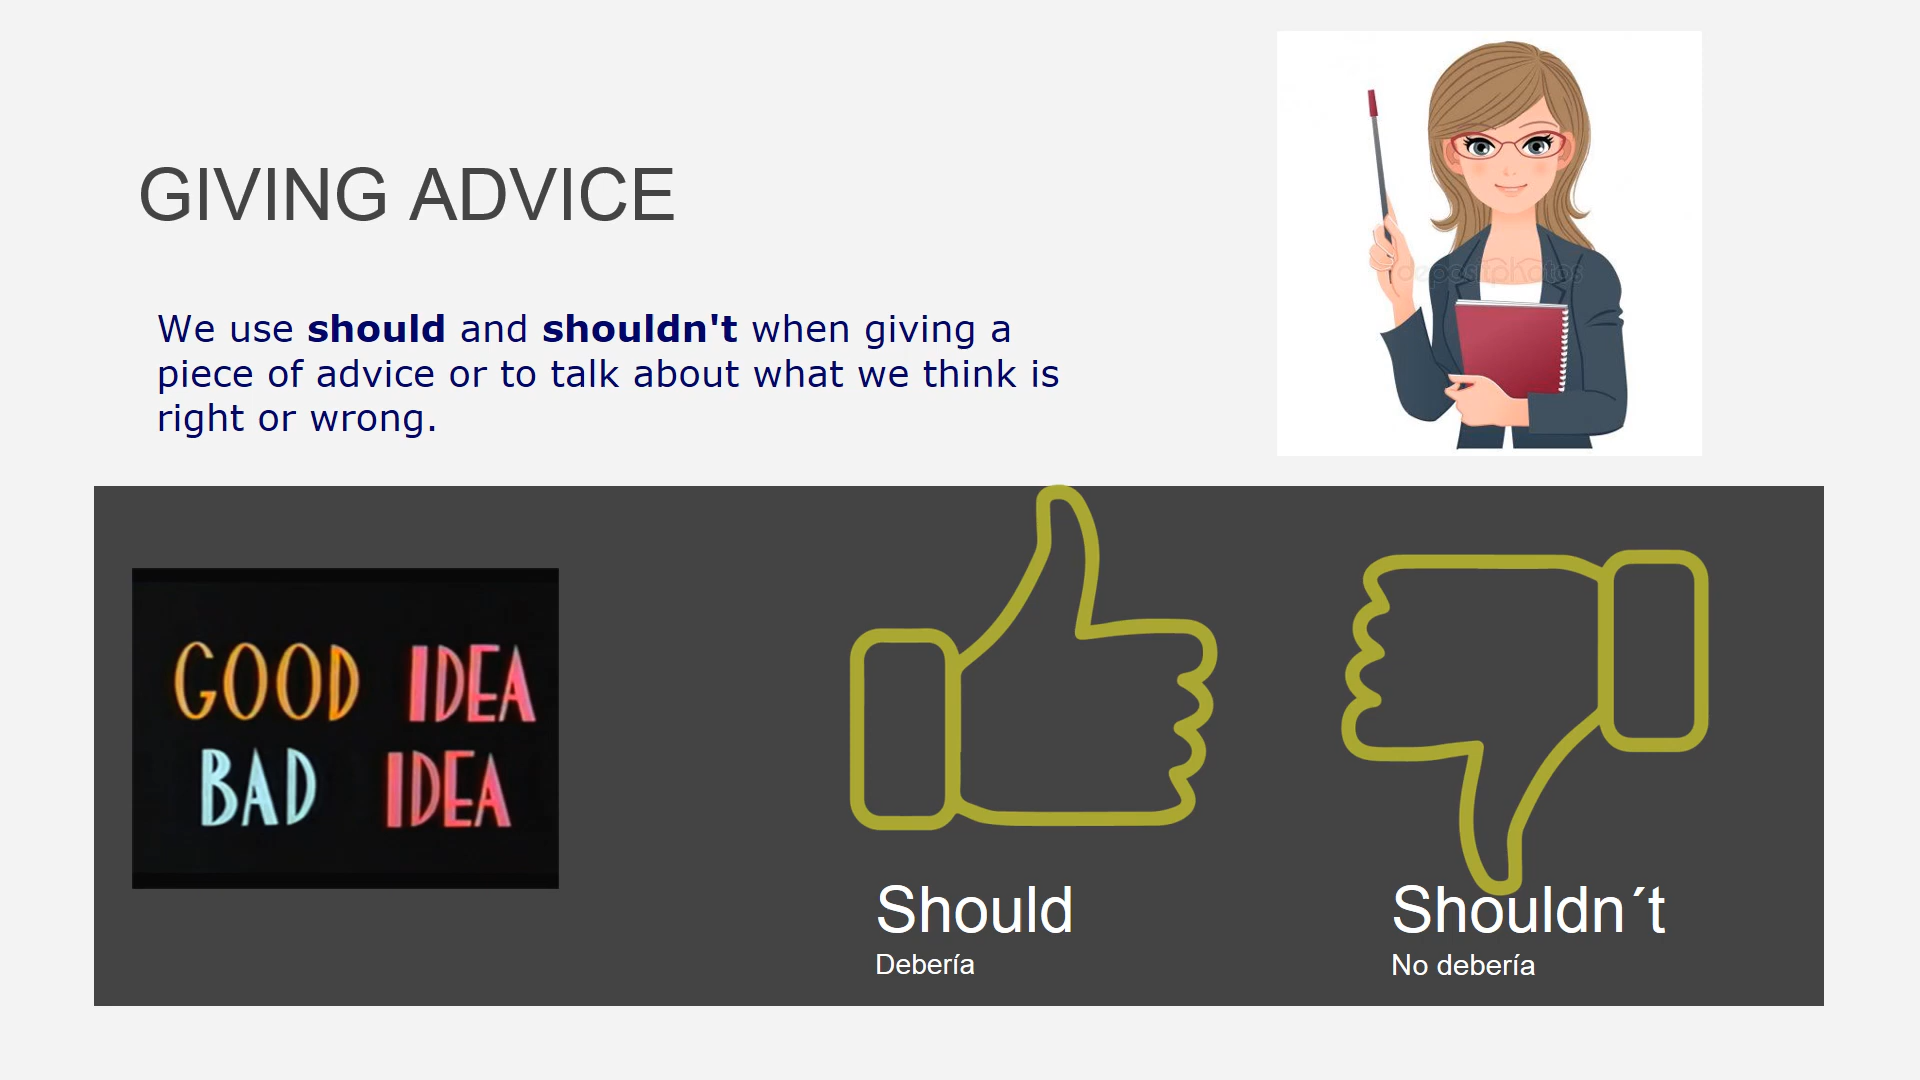 GIVING ADVICE
We use should and shouldn't when giving a
piece of advice or to talk about what we think is
right or wrong.
depositphotos
GOOD IDEA
BAD IDEA
Should
Debería
Shouldn´t
No debería